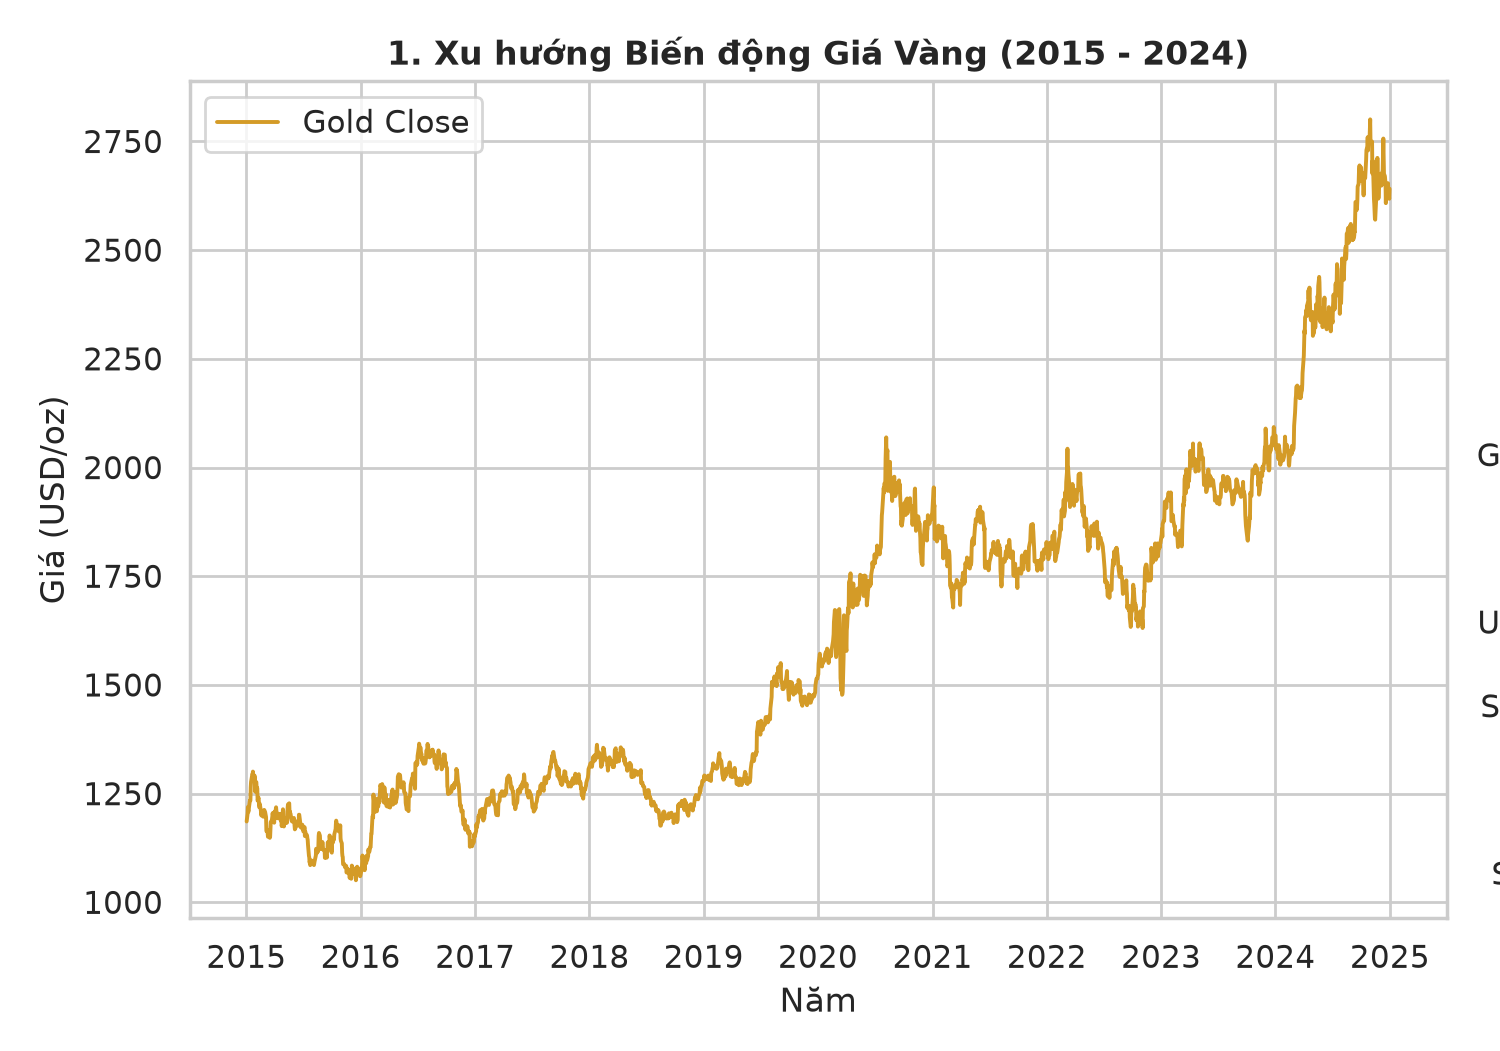 1. Xu hướng Biến động Giá Vàng (2015 - 2024)
Gold Close
2750
2500
2250
2000
1750
1500
1250
1000
Giá (USD/oz)
2015 2016 2017 2018 2019 2020 2021 2022 2023 2024 2025
Năm
G
U
S